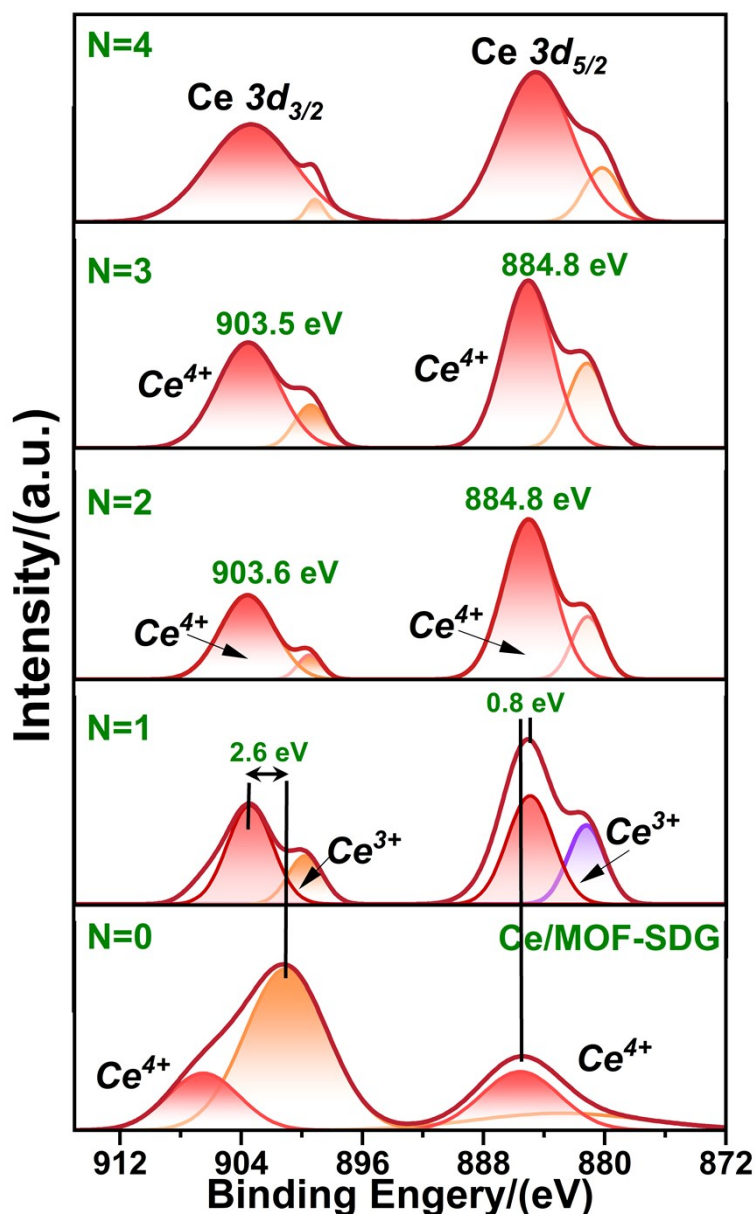 N=4
Ce 3d3/2
Ce 3d5/2
N=3
884.8 eV
903.5 eV
Ce4+
Ce4+
N=2
884.8 eV
903.6 eV
Ce4+
Ce4+
N=1
0.8 eV
2.6 eV
Ce3+
Ce3+
N=0
Ce/MOF-SDG
Ce4+
Ce4+
912 904 896 888 880 872
Binding Engery/(eV)
Intensity/(a.u.)